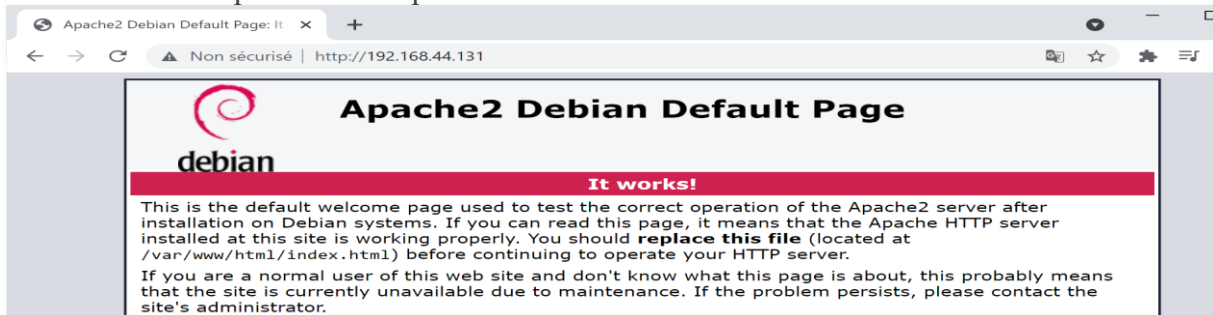 Apache2 Debian Default Page: It
Non sécurisé | http://192.168.44.131
debian
Apache2 Debian Default Page
It works!
This is the default welcome page used to test the correct operation of the Apache2 server after
installation on Debian systems. If you can read this page, it means that the Apache HTTP server
installed at this site is working properly. You should replace this file (located at
/var/www/html/index.html) before continuing to operate your HTTP server.
If you are a normal user of this web site and don't know what this page is about, this probably means
that the site is currently unavailable due to maintenance. If the problem persists, please contact the
site's administrator.